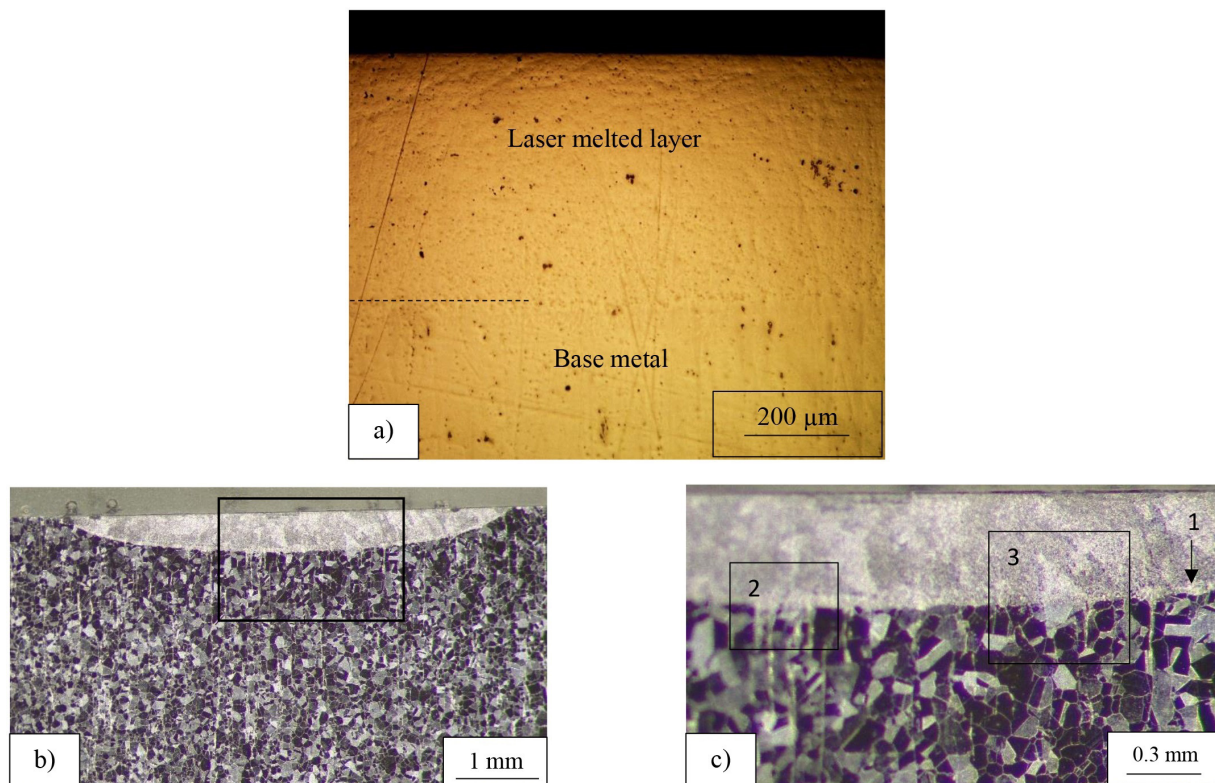 Laser melted layer
Base metal
200 µm
a)
b)
1 mm
1
2
3
c)
0.3 mm